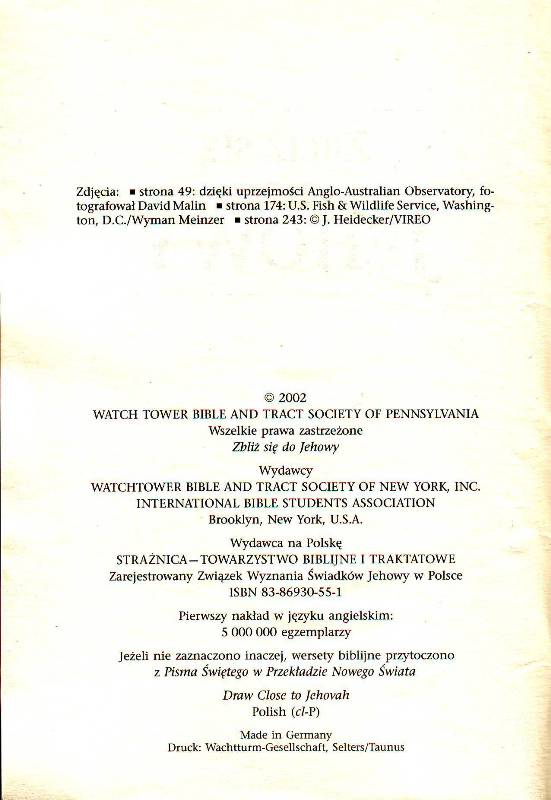 Zdjęcia: ■ strona 49: dzięki uprzejmości Anglo-Australian Observatory, fo-
tografował David Malin ■ strona 174: U.S. Fish & Wildlife Service, Washing-
ton, D.C./Wyman Meinzer ■ strona 243: © J. Heidecker/VIREO
© 2002
WATCH TOWER BIBLE AND TRACT SOCIETY OF PENNSYLVANIA
Wszelkie prawa zastrzeżone
Zbliż się do Jehowy
Wydawcy
WATCHTOWER BIBLE AND TRACT SOCIETY OF NEW YORK, INC.
INTERNATIONAL BIBLE STUDENTS ASSOCIATION
Brooklyn, New York, U.S.A.
Wydawca na Polskę
STRAŻNICA—TOWARZYSTWO BIBLIJNE I TRAKTATOWE
Zarejestrowany Związek Wyznania Świadków Jehowy w Polsce
ISBN 83-86930-55-1
Pierwszy nakład w języku angielskim:
5 000 000 egzemplarzy
Jeżeli nie zaznaczono inaczej, wersety biblijne przytoczono
z Pisma Świętego w Przekładzie Nowego Świata
Draw Close to Jehovah
Polish (cl-P)
Made in Germany
Druck: Wachtturm-Gesellschaft, Selters/Taunus